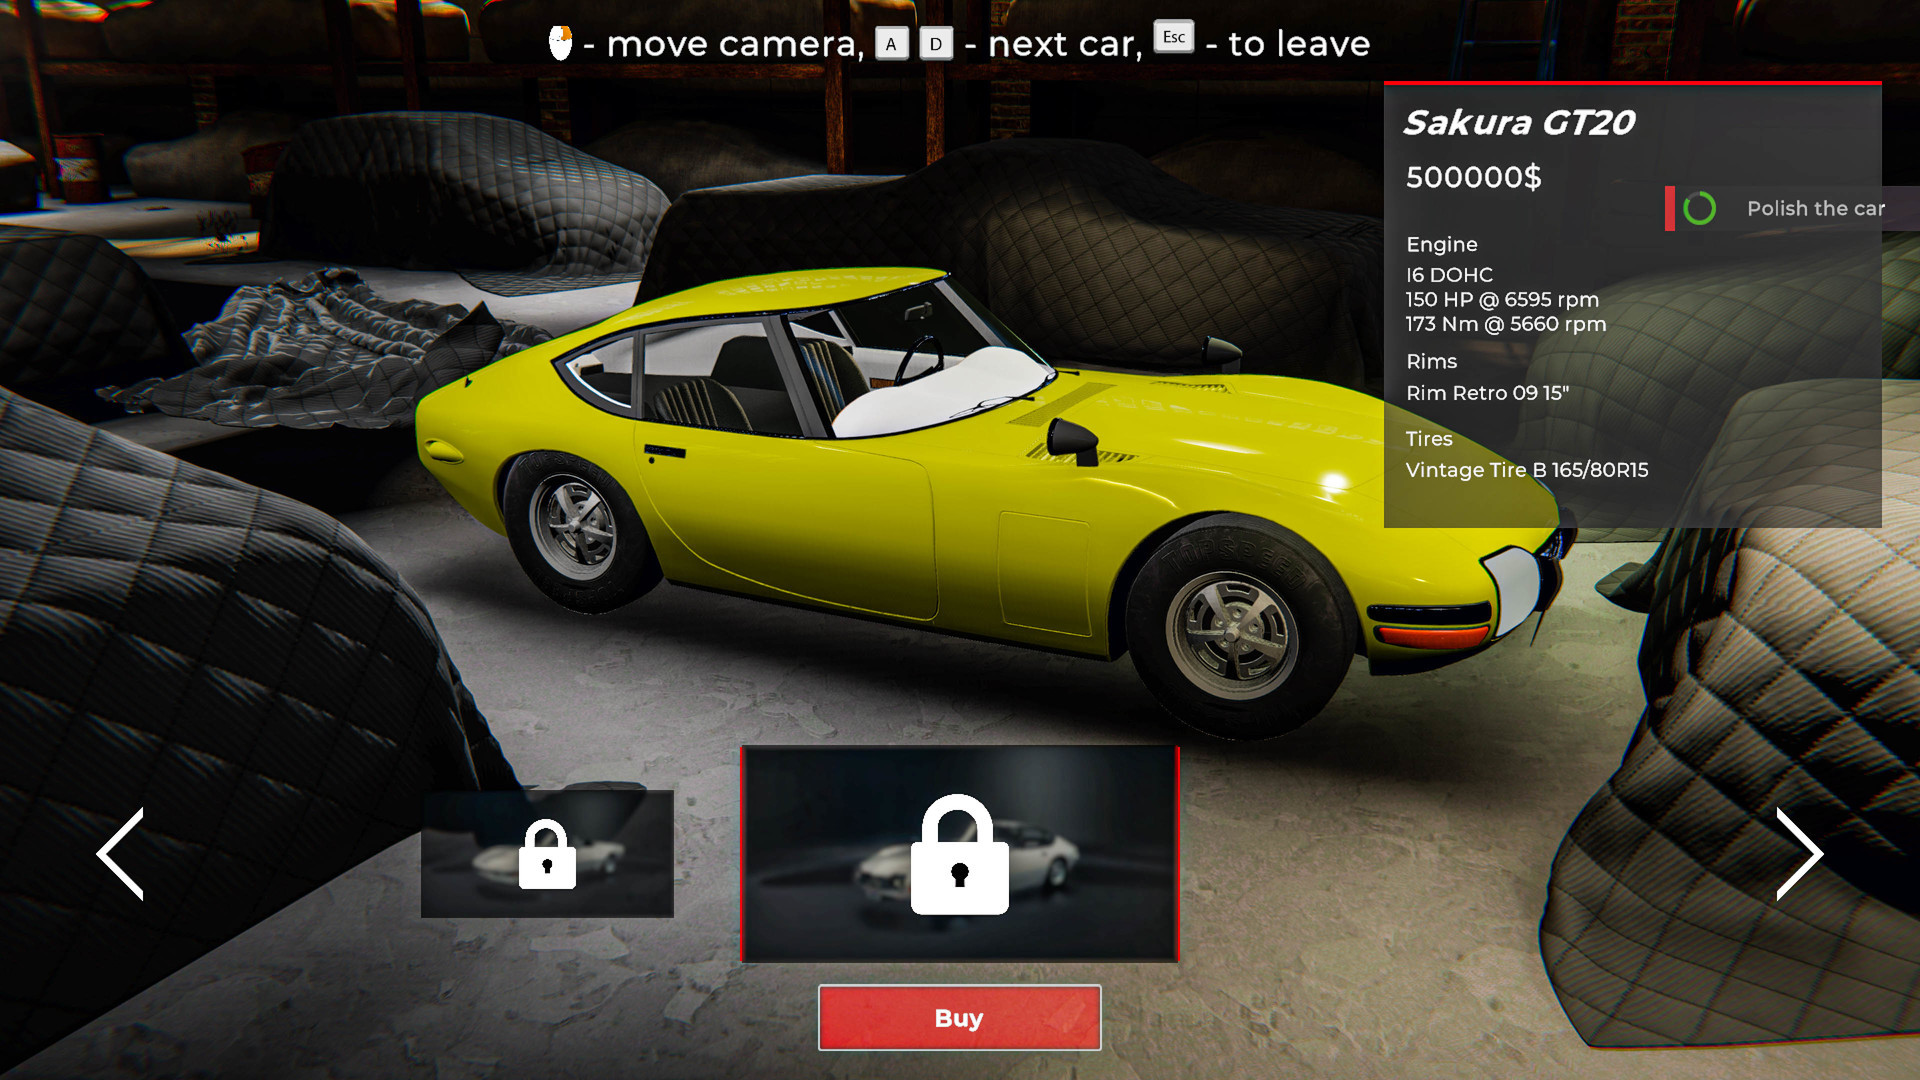 - move camera, A D - next car, Esc - to leave
Sakura GT20
500000$
Polish the car
Engine
I6 DOHC
150 HP @ 6595 rpm
173 Nm @ 5660 rpm
Rims
Rim Retro 09 15"
Tires
Vintage Tire B 165/80R15
Buy